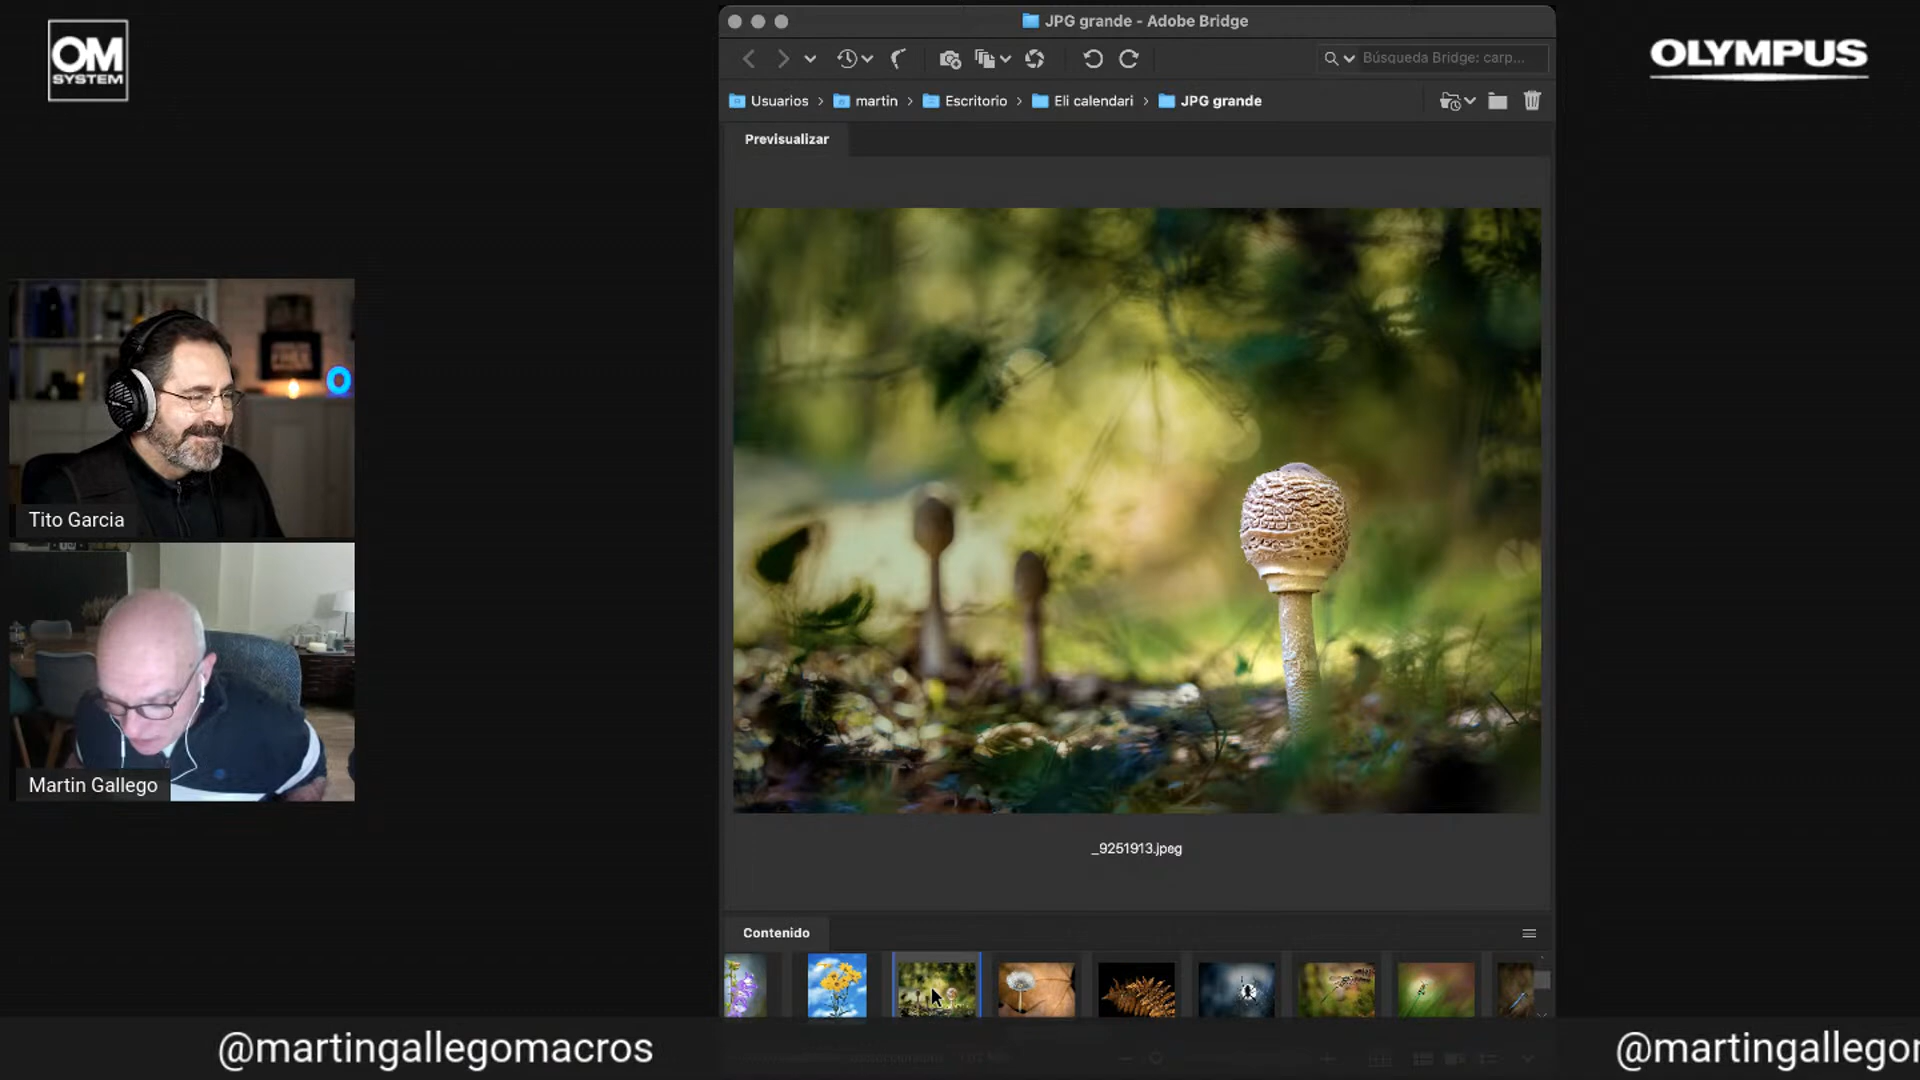 OM
SYSTEM
JPG grande - Adobe Bridge
Búsqueda Bridge: carp...
OLYMPUS
Usuarios > martin > Escritorio > Eli calendari > JPG grande
Previsualizar
Tito Garcia
Martin Gallego
_9251913.jpeg
Contenido
@martingallegomacros
@martingallegor